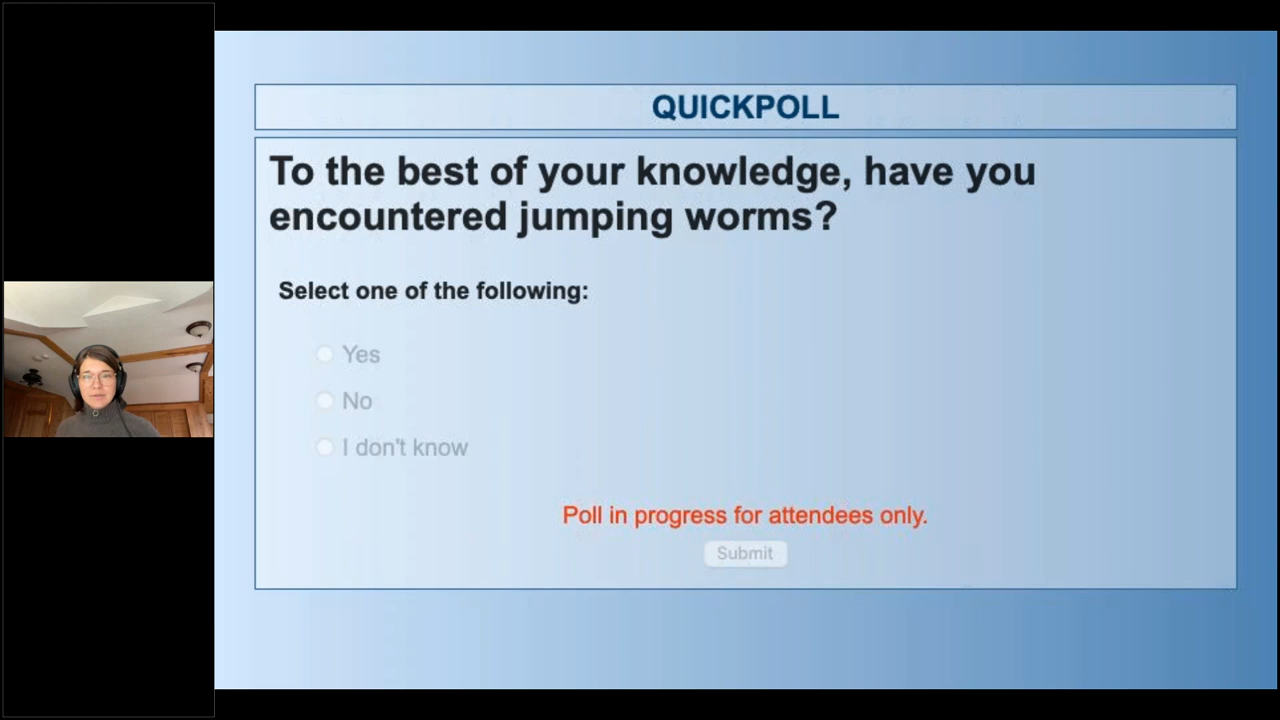 QUICKPOLL
To the best of your knowledge, have you
encountered jumping worms?
Select one of the following:
Yes
No
I don't know
Poll in progress for attendees only.
Submit